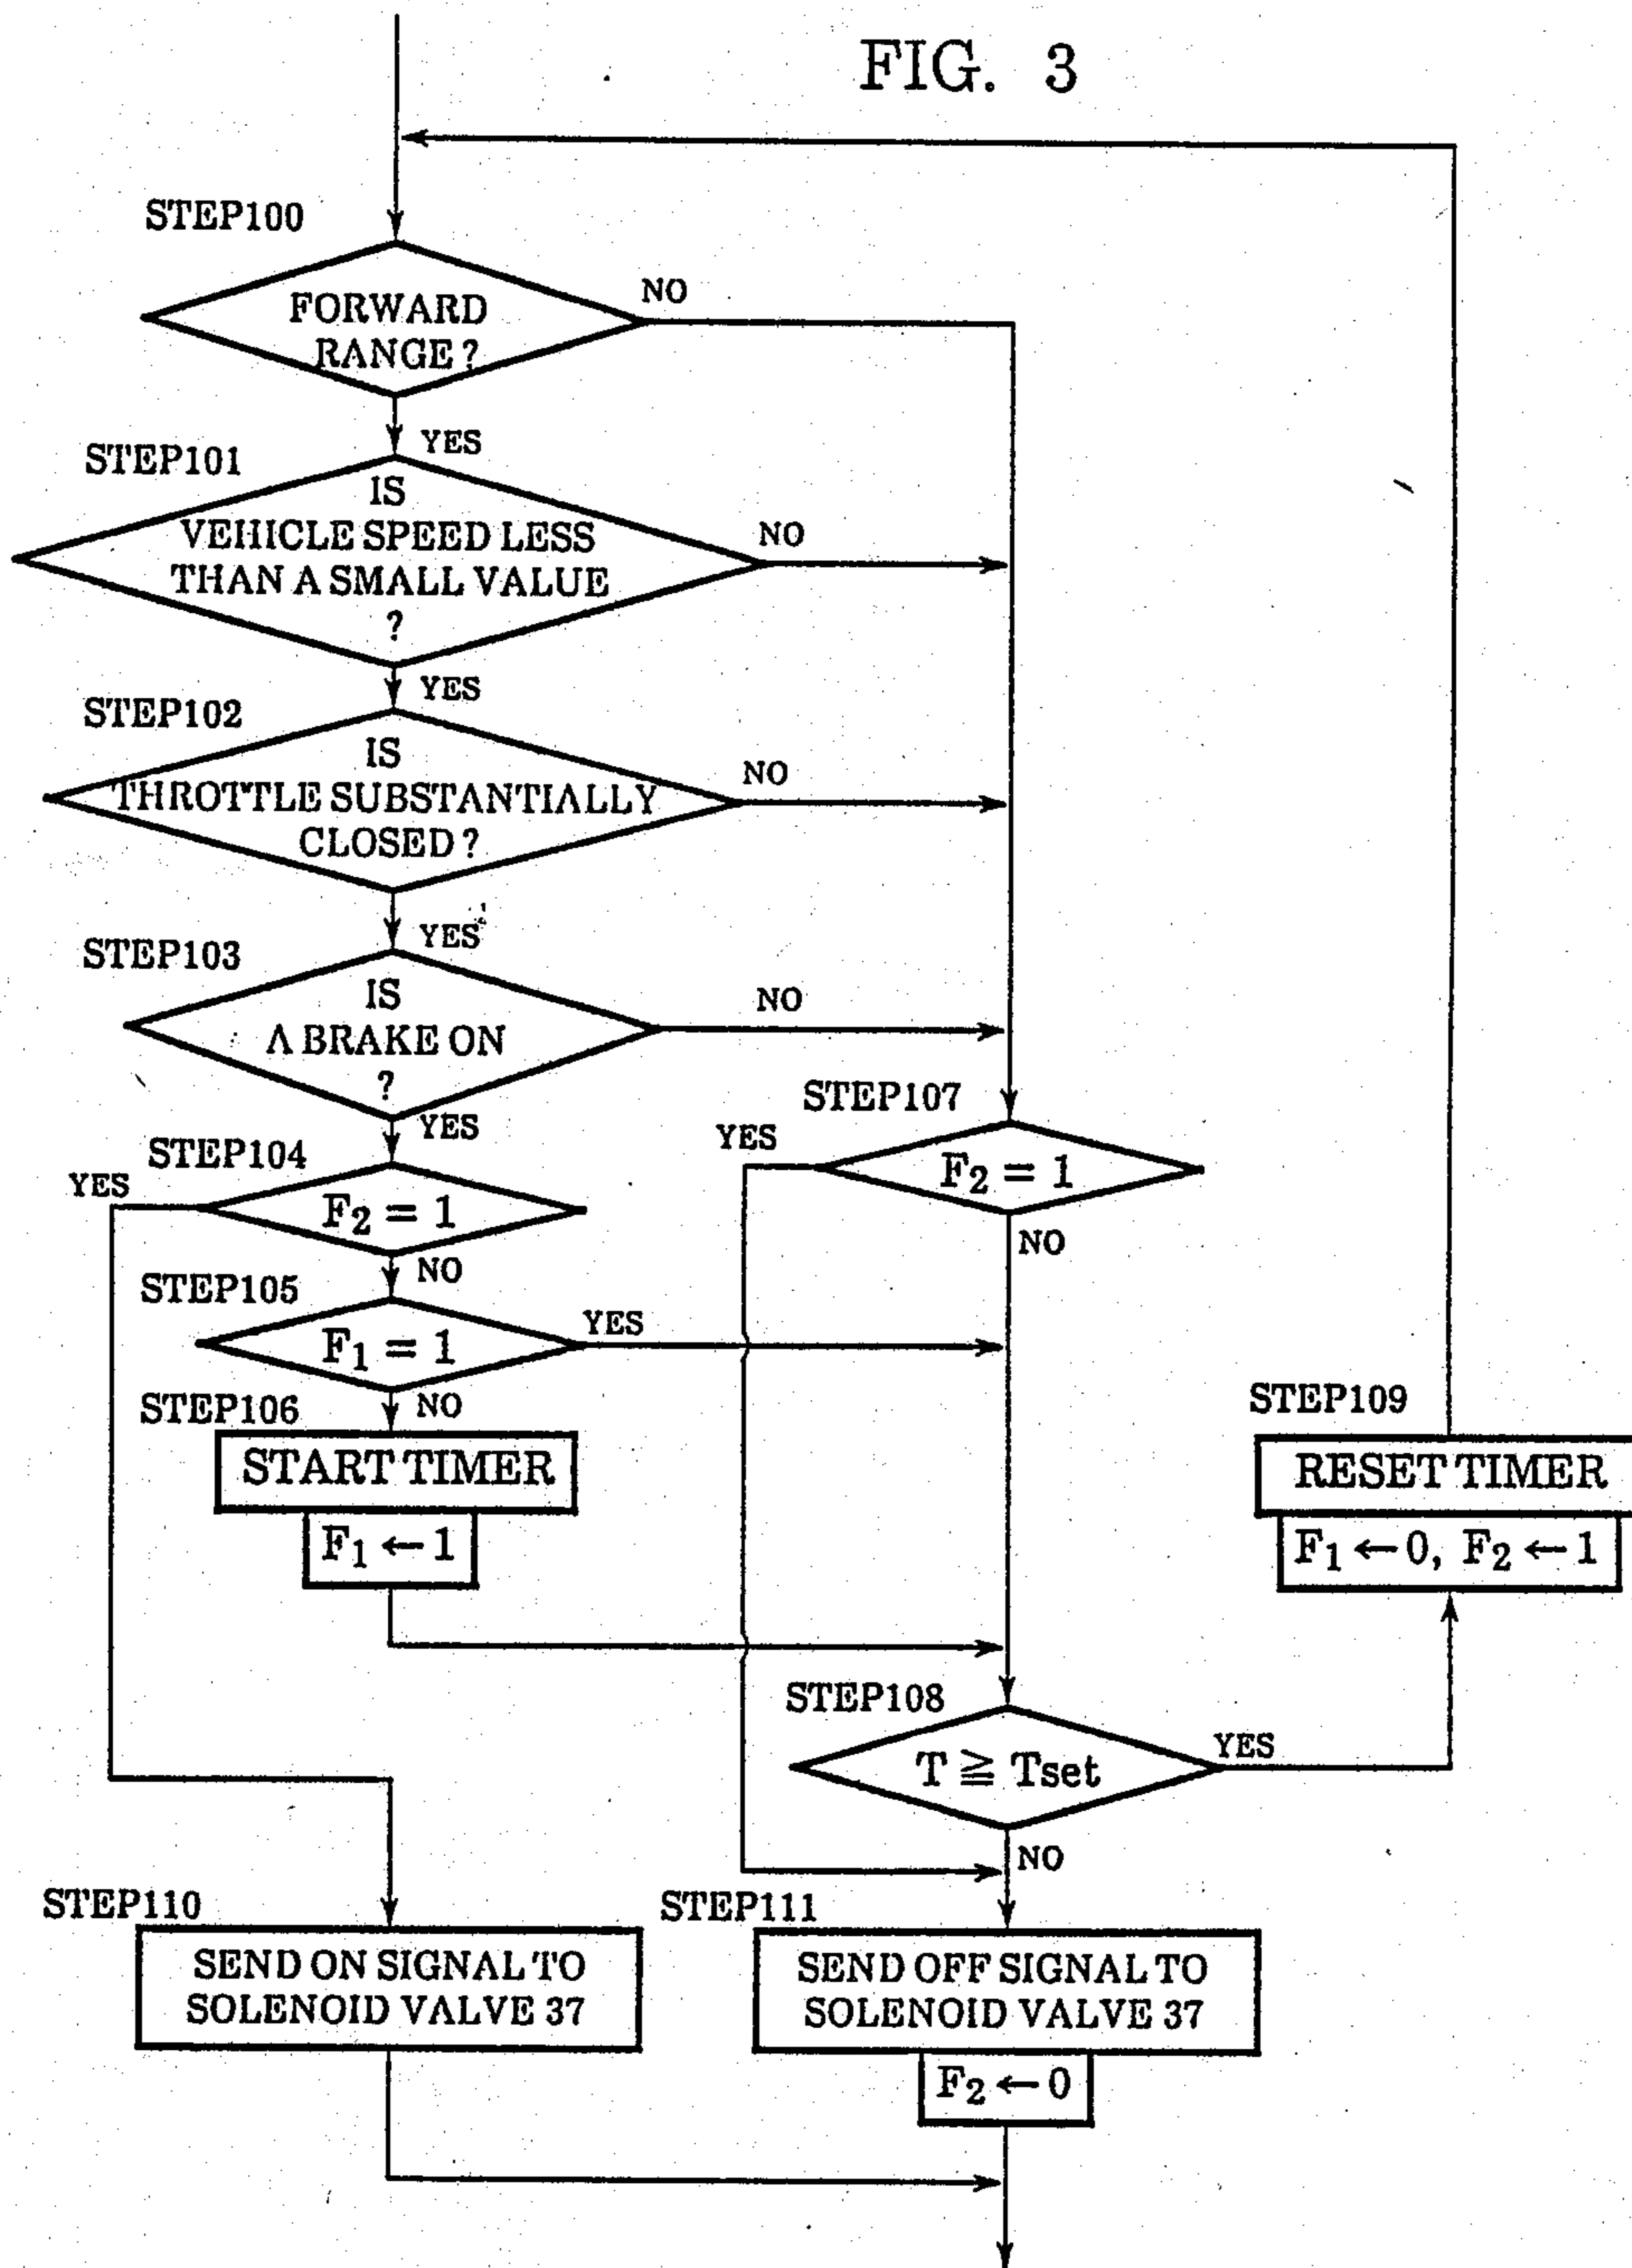 FIG. 3
STEP100
FORWARD
RANGE?
NO
YES
STEP101
IS
VEHICLE SPEED LESS
THAN A SMALL VALUE
?
NO
YES
STEP102
IS
THROTTLE SUBSTANTIALLY
CLOSED?
NO
YES
STEP103
IS
A BRAKE ON
?
NO
YES
STEP104
YES
F2 = 1
NO
STEP107
YES
F2 = 1
NO
STEP105
F1 = 1
YES
NO
STEP106
START TIMER
F1 ← 1
STEP109
RESET TIMER
F1 ← 0, F2 ← 1
STEP108
T ≧ Tset
YES
NO
STEP110
SEND ON SIGNAL TO
SOLENOID VALVE 37
STEP111
SEND OFF SIGNAL TO
SOLENOID VALVE 37
F2 ← 0